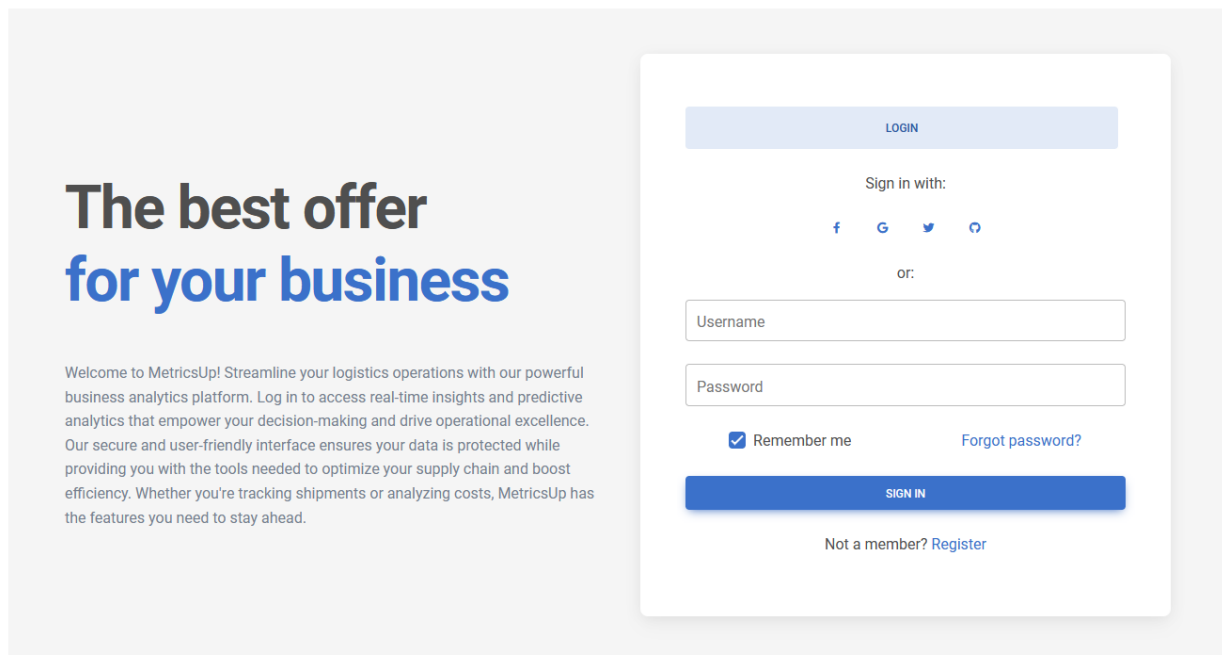 The best offer
for your business
Welcome to MetricsUp! Streamline your logistics operations with our powerful
business analytics platform. Log in to access real-time insights and predictive
analytics that empower your decision-making and drive operational excellence.
Our secure and user-friendly interface ensures your data is protected while
providing you with the tools needed to optimize your supply chain and boost
efficiency. Whether you're tracking shipments or analyzing costs, MetricsUp has
the features you need to stay ahead.
LOGIN
Sign in with:
or:
Username
Password
Remember me
Forgot password?
SIGN IN
Not a member? Register